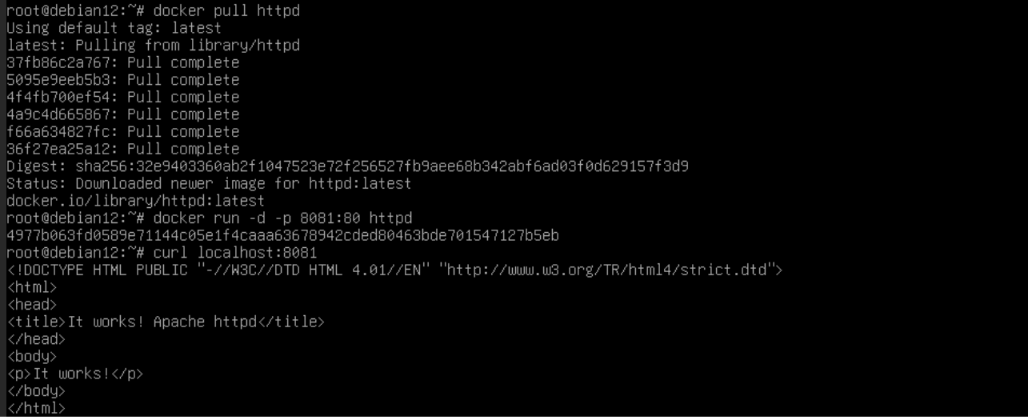 root@debian12:~# docker pull httpd
Using default tag: latest
latest: Pulling from library/httpd
37fb86c2a767: Pull complete
5095e9eeb5b3: Pull complete
4f4fb700ef54: Pull complete
4a9c4d665867: Pull complete
f66a634827fc: Pull complete
36f27ea25a12: Pull complete
Digest: sha256:32e9403360ab2f1047523e72f256527fb9aee68b342abf6ad03f0d629157f3d9
Status: Downloaded newer image for httpd:latest
docker.io/library/httpd:latest
root@debian12:~# docker run -d -p 8081:80 httpd
4977b063fd0589e71144c05e1f4caaa63678942cded80463bde701547127b5eb
root@debian12:~# curl localhost:8081
<!DOCTYPE HTML PUBLIC "-//W3C//DTD HTML 4.01//EN" "http://www.w3.org/TR/html4/strict.dtd">
<html>
<head>
<title>It works! Apache httpd</title>
</head>
<body>
<p>It works!</p>
</body>
</html>